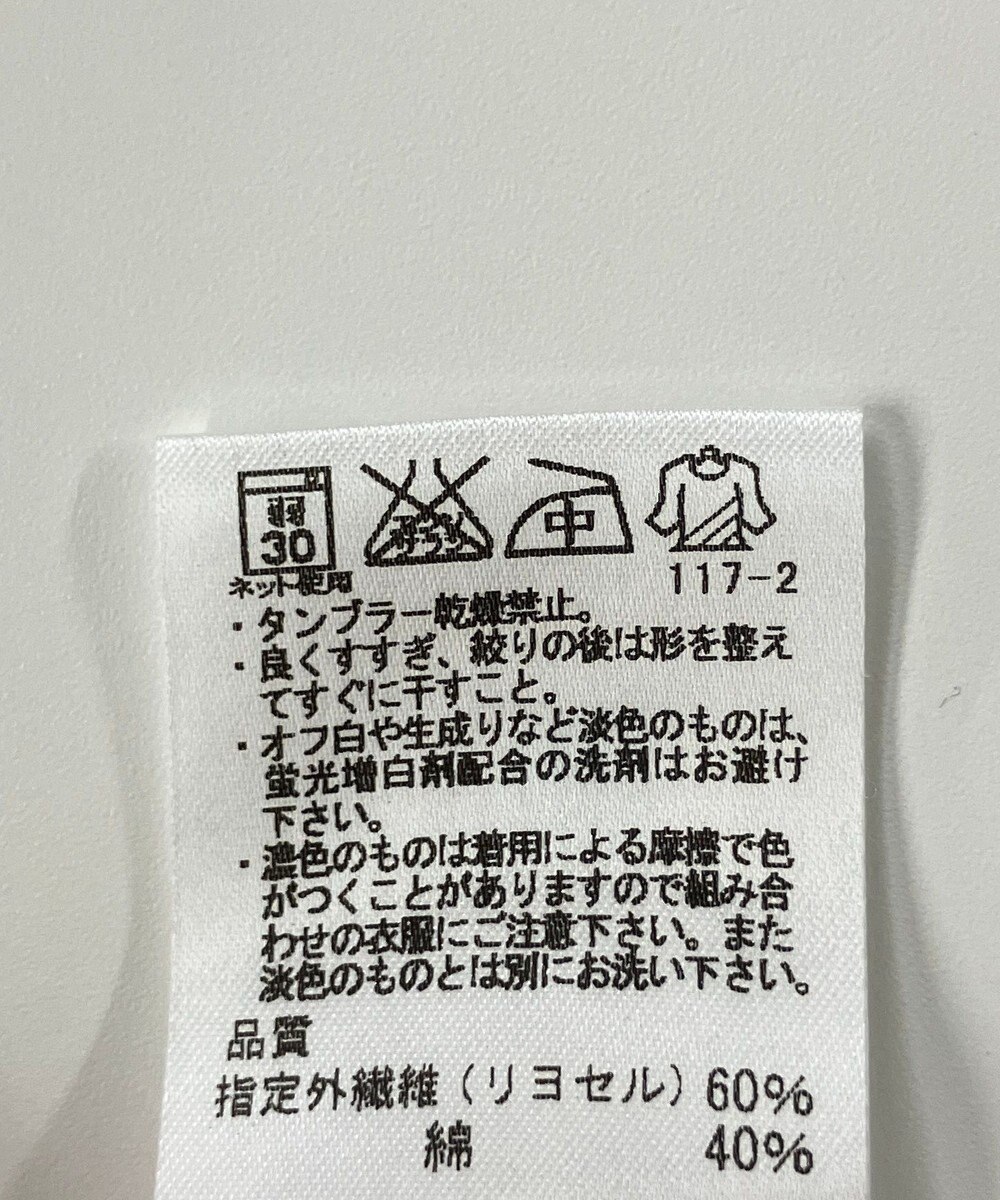 弱
30
ネット使用
エンソサラシ
中
117-2
・タンブラー乾燥禁止。
・良くすすぎ、絞りの後は形を整え
てすぐに干すこと。
・オフ白や生成りなど淡色のものは、
蛍光増白剤配合の洗剤はお避け
下さい。
・濃色のものは着用による摩擦で色
がつくことがありますので組み合
わせの衣服にご注意下さい。また
淡色のものとは別にお洗い下さい。
品質
指定外繊維(リヨセル) 60%
綿 40%